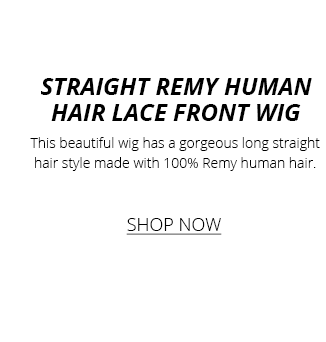 STRAIGHT REMY HUMAN
HAIR LACE FRONT WIG
This beautiful wig has a gorgeous long straight
hair style made with 100% Remy human hair.
SHOP NOW